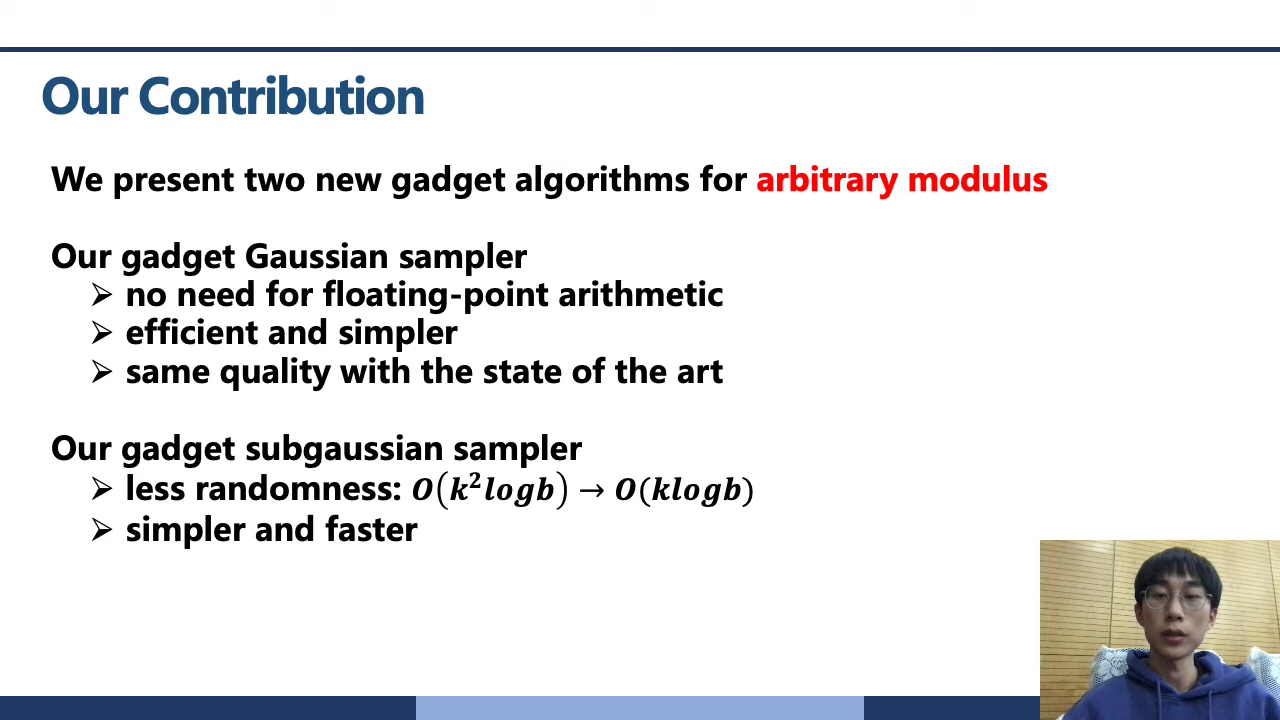 Our Contribution
We present two new gadget algorithms for arbitrary modulus
Our gadget Gaussian sampler
➢ no need for floating-point arithmetic
➢ efficient and simpler
➢ same quality with the state of the art
Our gadget subgaussian sampler
➢ less randomness: O(k²logb) → O(klogb)
➢ simpler and faster